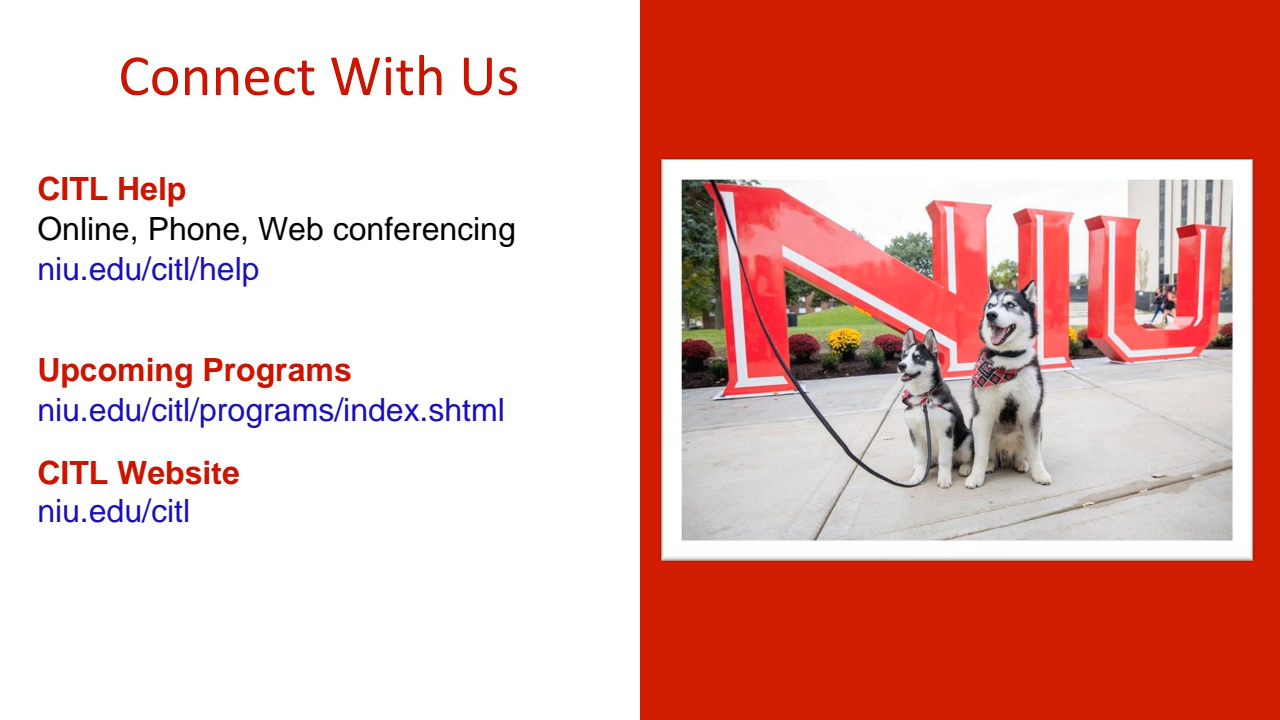 Connect With Us
CITL Help
Online, Phone, Web conferencing
niu.edu/citl/help
Upcoming Programs
niu.edu/citl/programs/index.shtml
CITL Website
niu.edu/citl
NIU